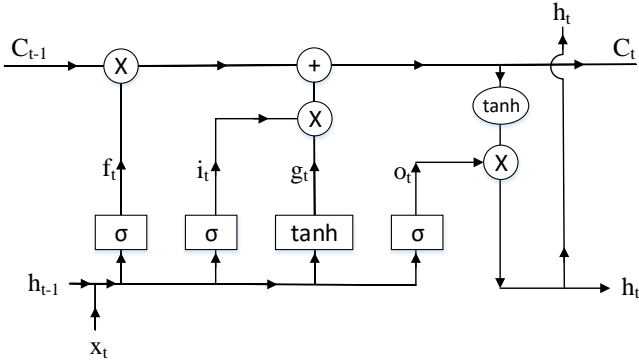 h_t
C_{t-1} X + C_t
tanh
X
f_t i_t g_t o_t X
σ σ tanh σ
h_{t-1} h_t
x_t